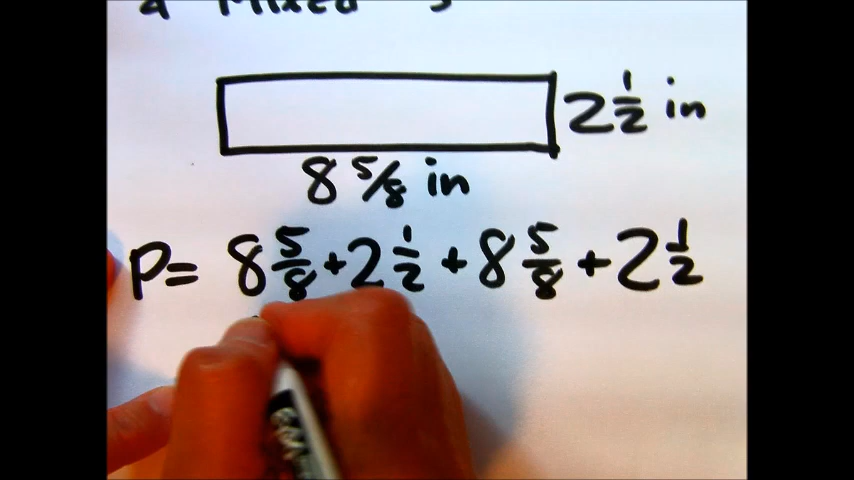 a Mixed
2 1/2 in
8 5/8 in
P= 8 5/8 + 2 1/2 + 8 5/8 + 2 1/2